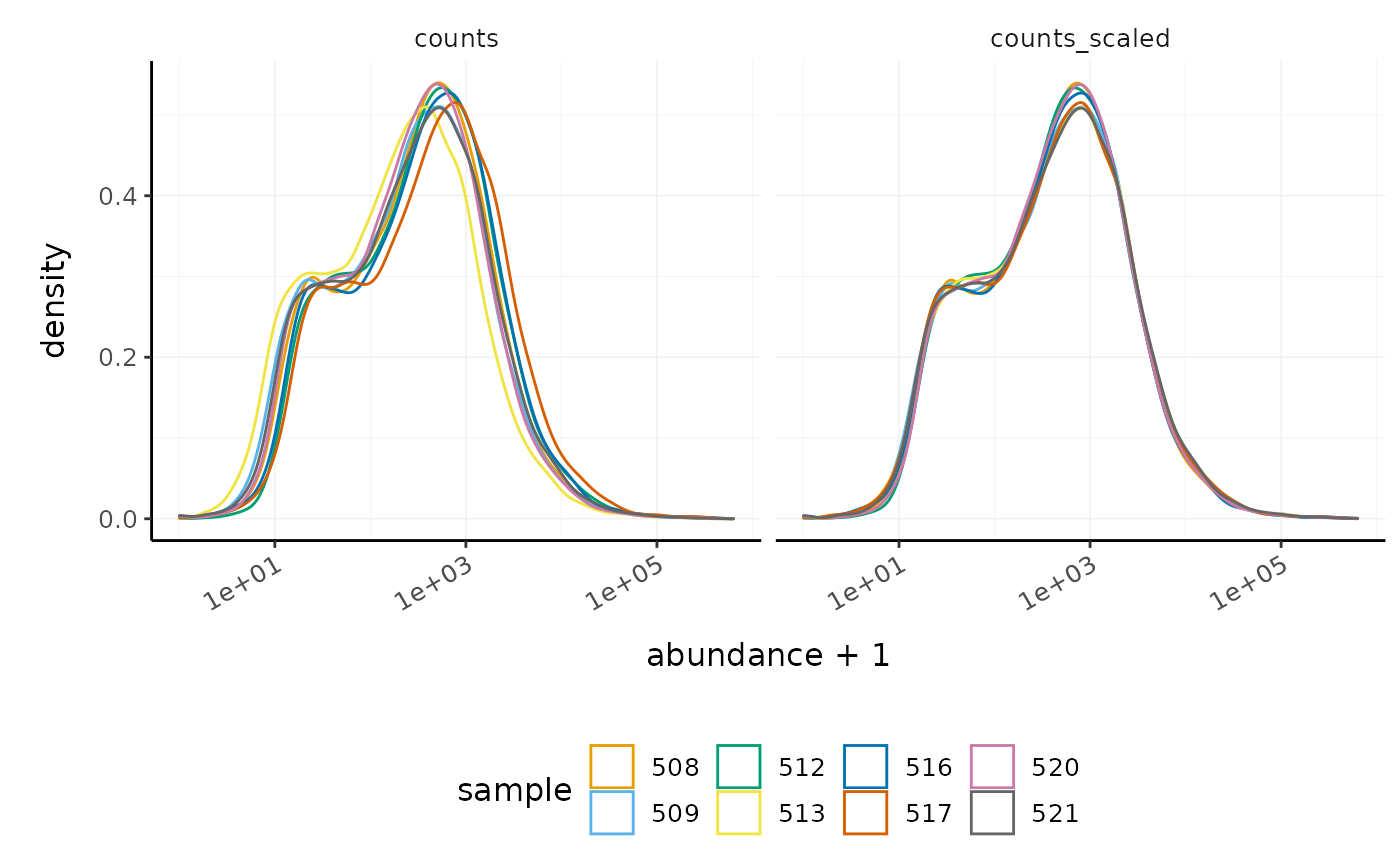 counts counts_scaled
density
0.4
0.2
0.0
1e+01 1e+03 1e+05 1e+01 1e+03 1e+05
abundance + 1
sample
508 512 516 520
509 513 517 521